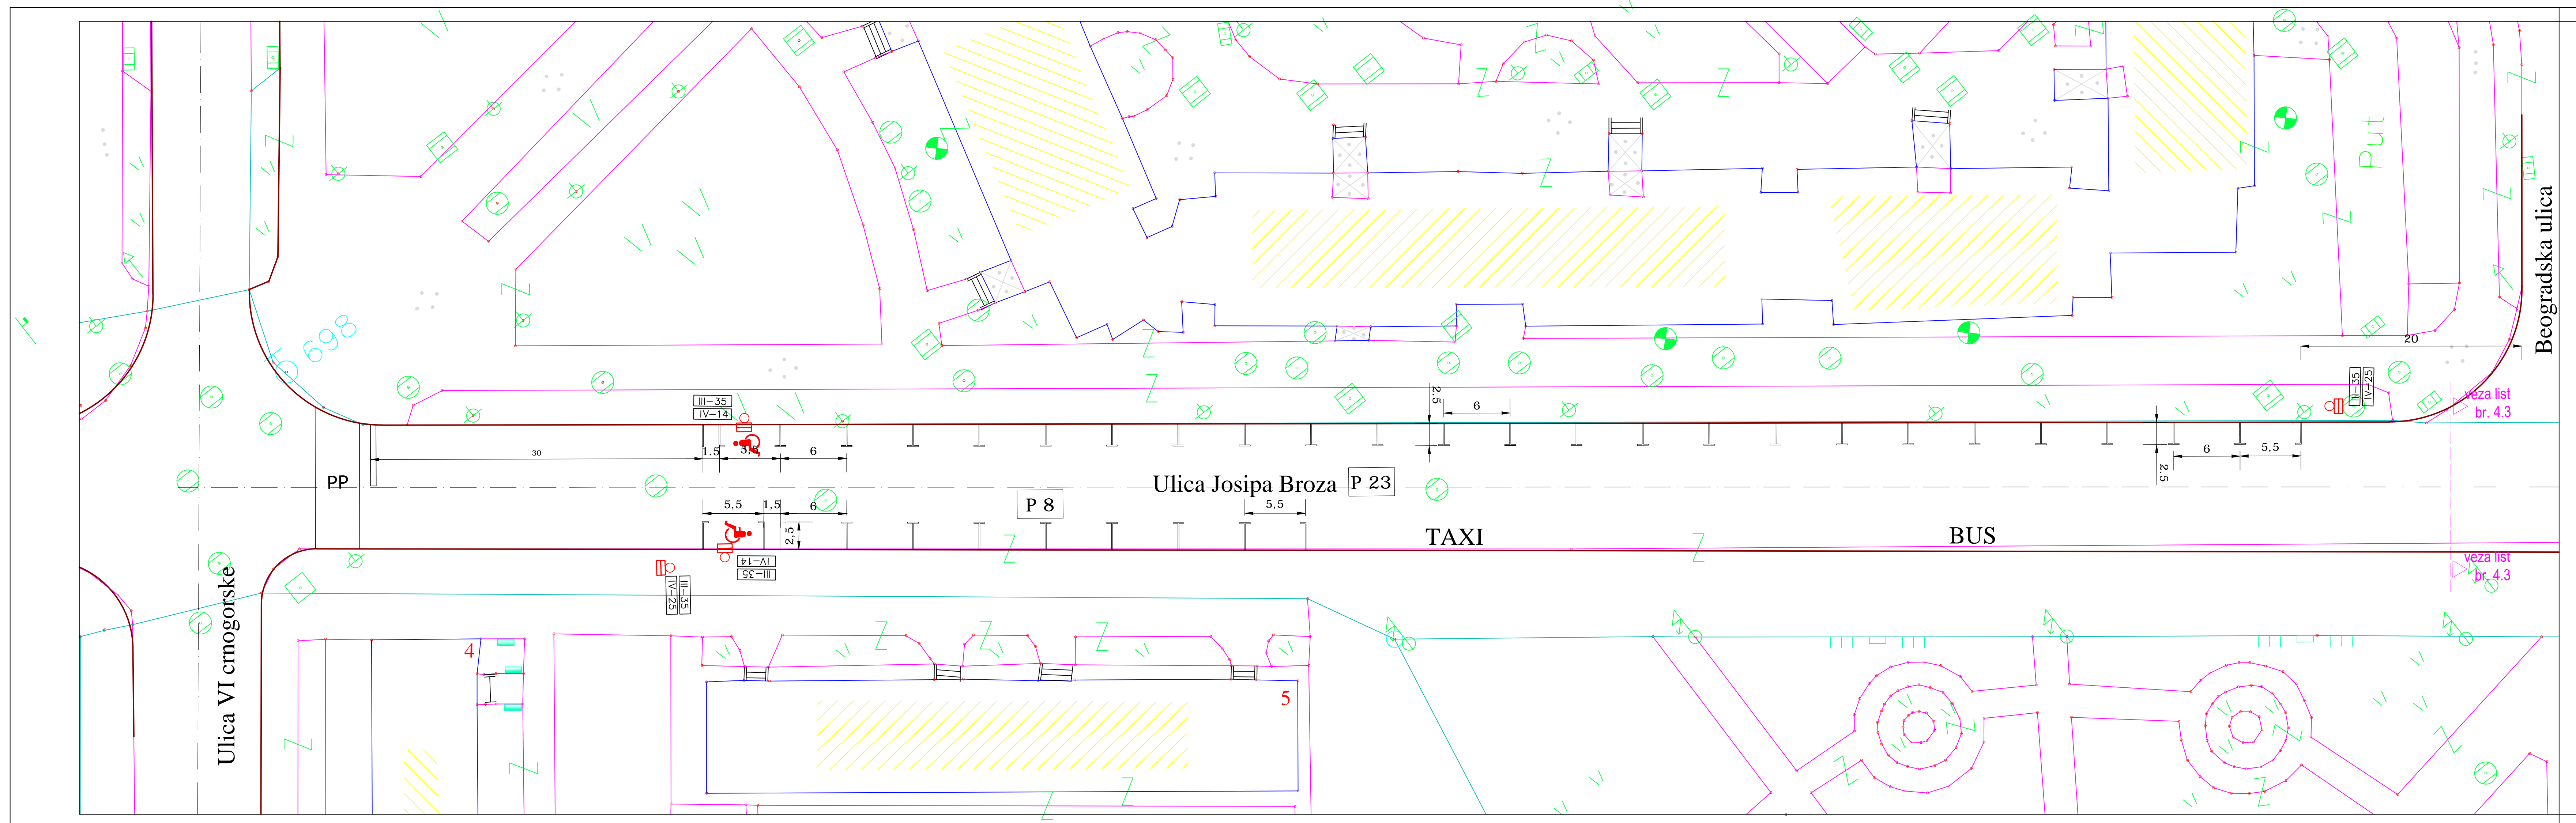 Put
Beogradska ulica
698
20
III-35
IV-25
veza list
br. 4.3
III-35
IV-14
2.5
6
30
1.5
5,5
6
6
5,5
2.5
PP
Ulica Josipa Broza
P 23
5,5
1,5
6
P 8
5,5
2,5
TAXI
BUS
IV-14
III-35
IV-25
III-35
veza list
br. 4.3
Ulica VI crnogorske
4
5